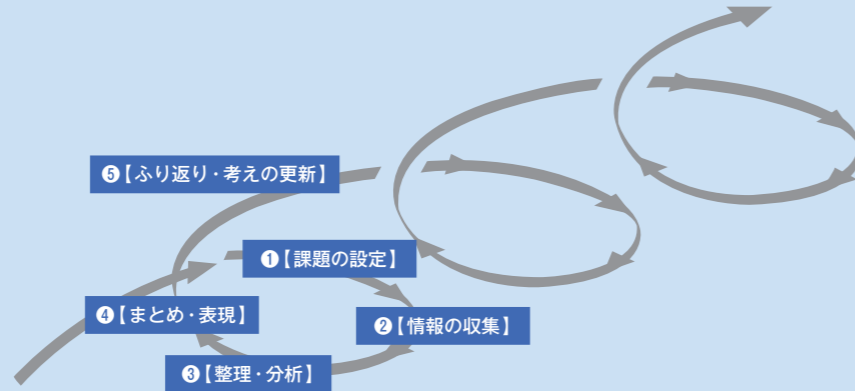 ❺【ふり返り・考えの更新】
❶【課題の設定】
❹【まとめ・表現】
❷【情報の収集】
❸【整理・分析】